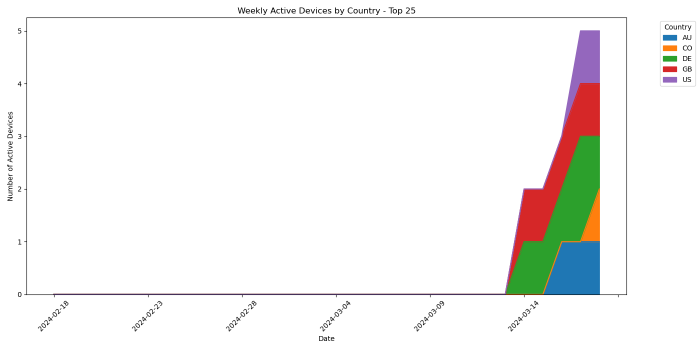 Weekly Active Devices by Country - Top 25
Number of Active Devices
5
4
3
2
1
0
2024-02-18
2024-02-23
2024-02-28
2024-03-04
2024-03-09
2024-03-14
Date
Country
AU
CO
DE
GB
US